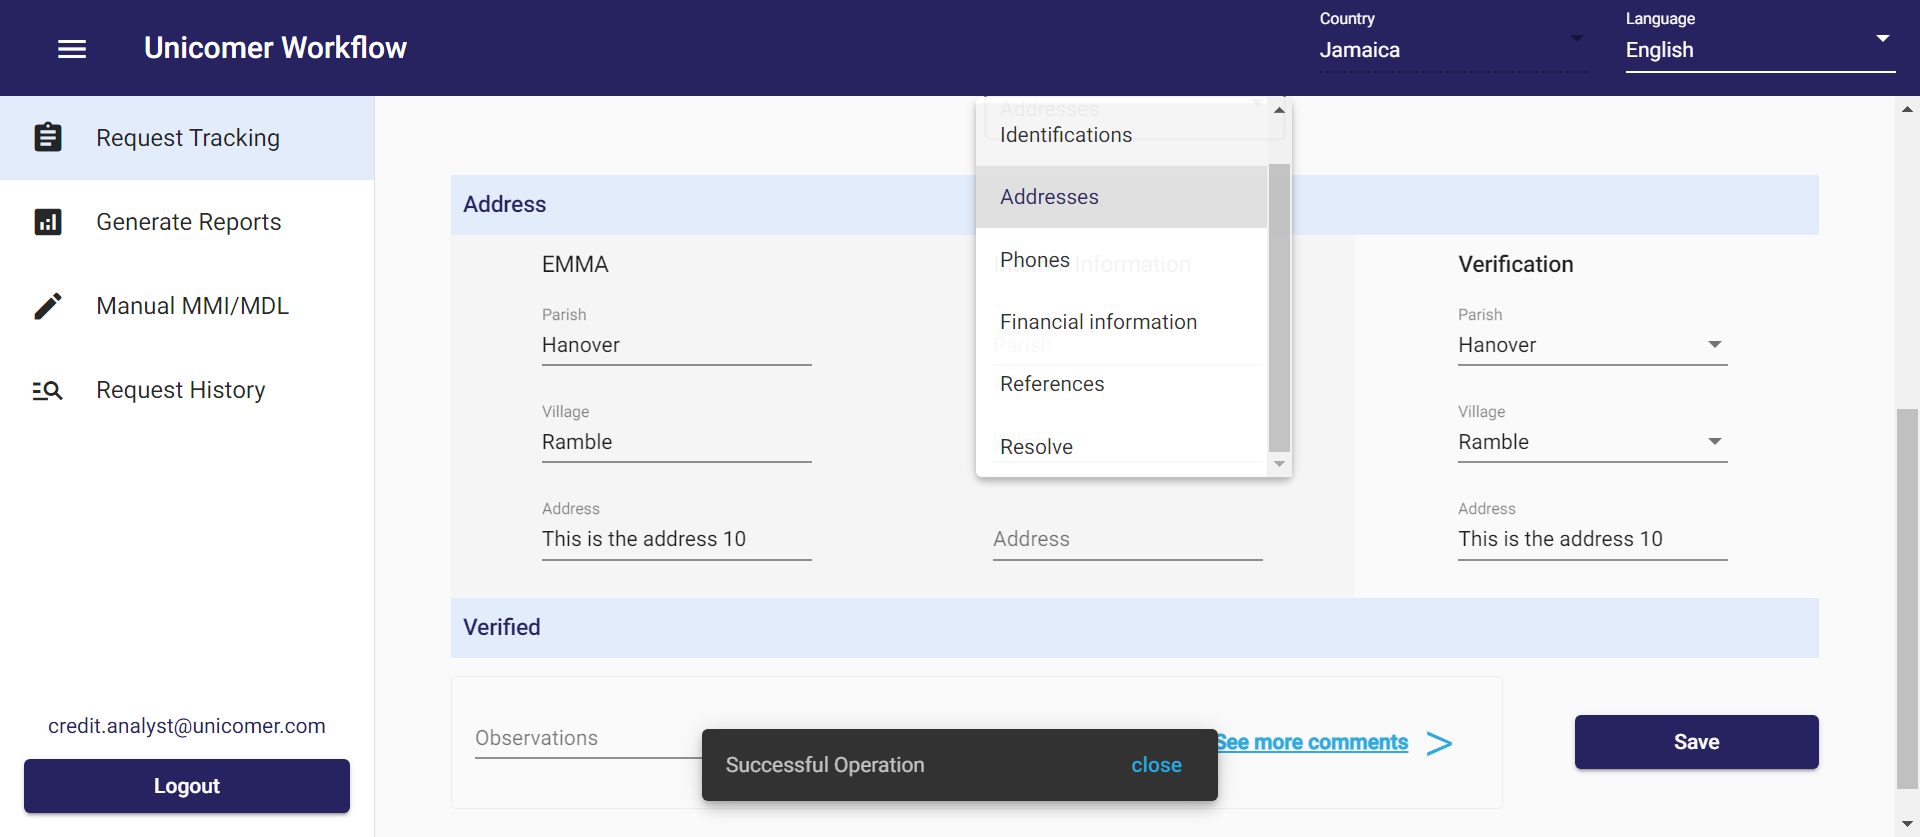 Unicomer Workflow
Country
Jamaica
Language
English
Request Tracking
Generate Reports
Manual MMI/MDL
Request History
credit.analyst@unicomer.com
Logout
Addresses
Identifications
Addresses
Phones
Financial information
References
Resolve
Address
EMMA
Information
Verification
Parish
Hanover
Parish
Parish
Hanover
Village
Ramble
Village
Ramble
Address
This is the address 10
Address
Address
This is the address 10
Verified
Observations
See more comments
Save
Successful Operation
close